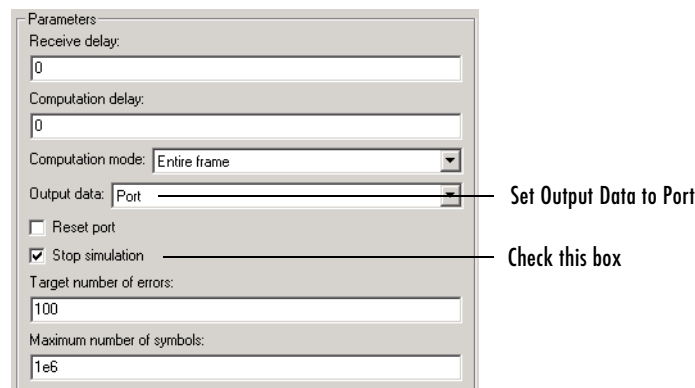 Parameters
Receive delay:
0
Computation delay:
0
Computation mode: Entire frame
Output data: Port
Set Output Data to Port
Reset port
Stop simulation
Check this box
Target number of errors:
100
Maximum number of symbols:
1e6